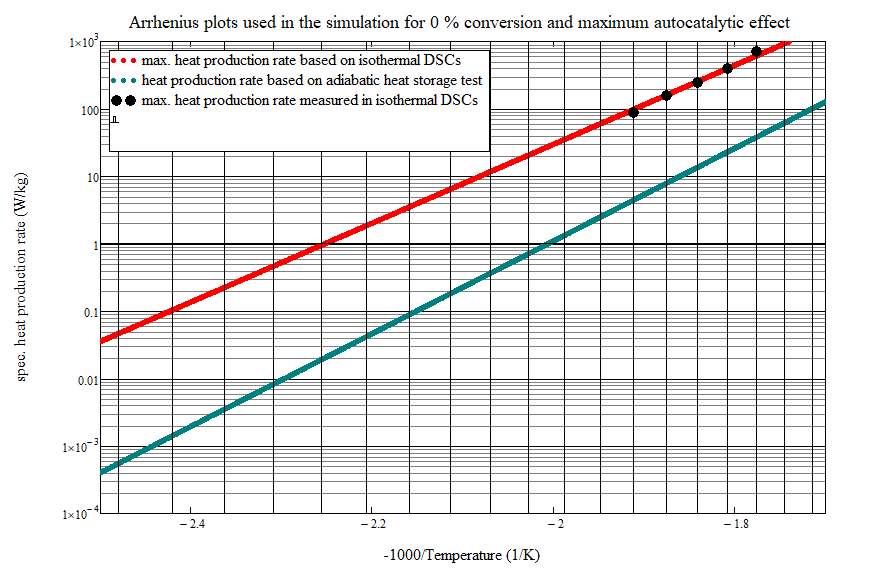 Arrhenius plots used in the simulation for 0 % conversion and maximum autocatalytic effect
1×10³
max. heat production rate based on isothermal DSCs
heat production rate based on adiabatic heat storage test
max. heat production rate measured in isothermal DSCs
100
10
1
0.1
0.01
1×10⁻³
1×10⁻⁴
spec. heat production rate (W/kg)
−2.4
−2.2
−2
−1.8
-1000/Temperature (1/K)